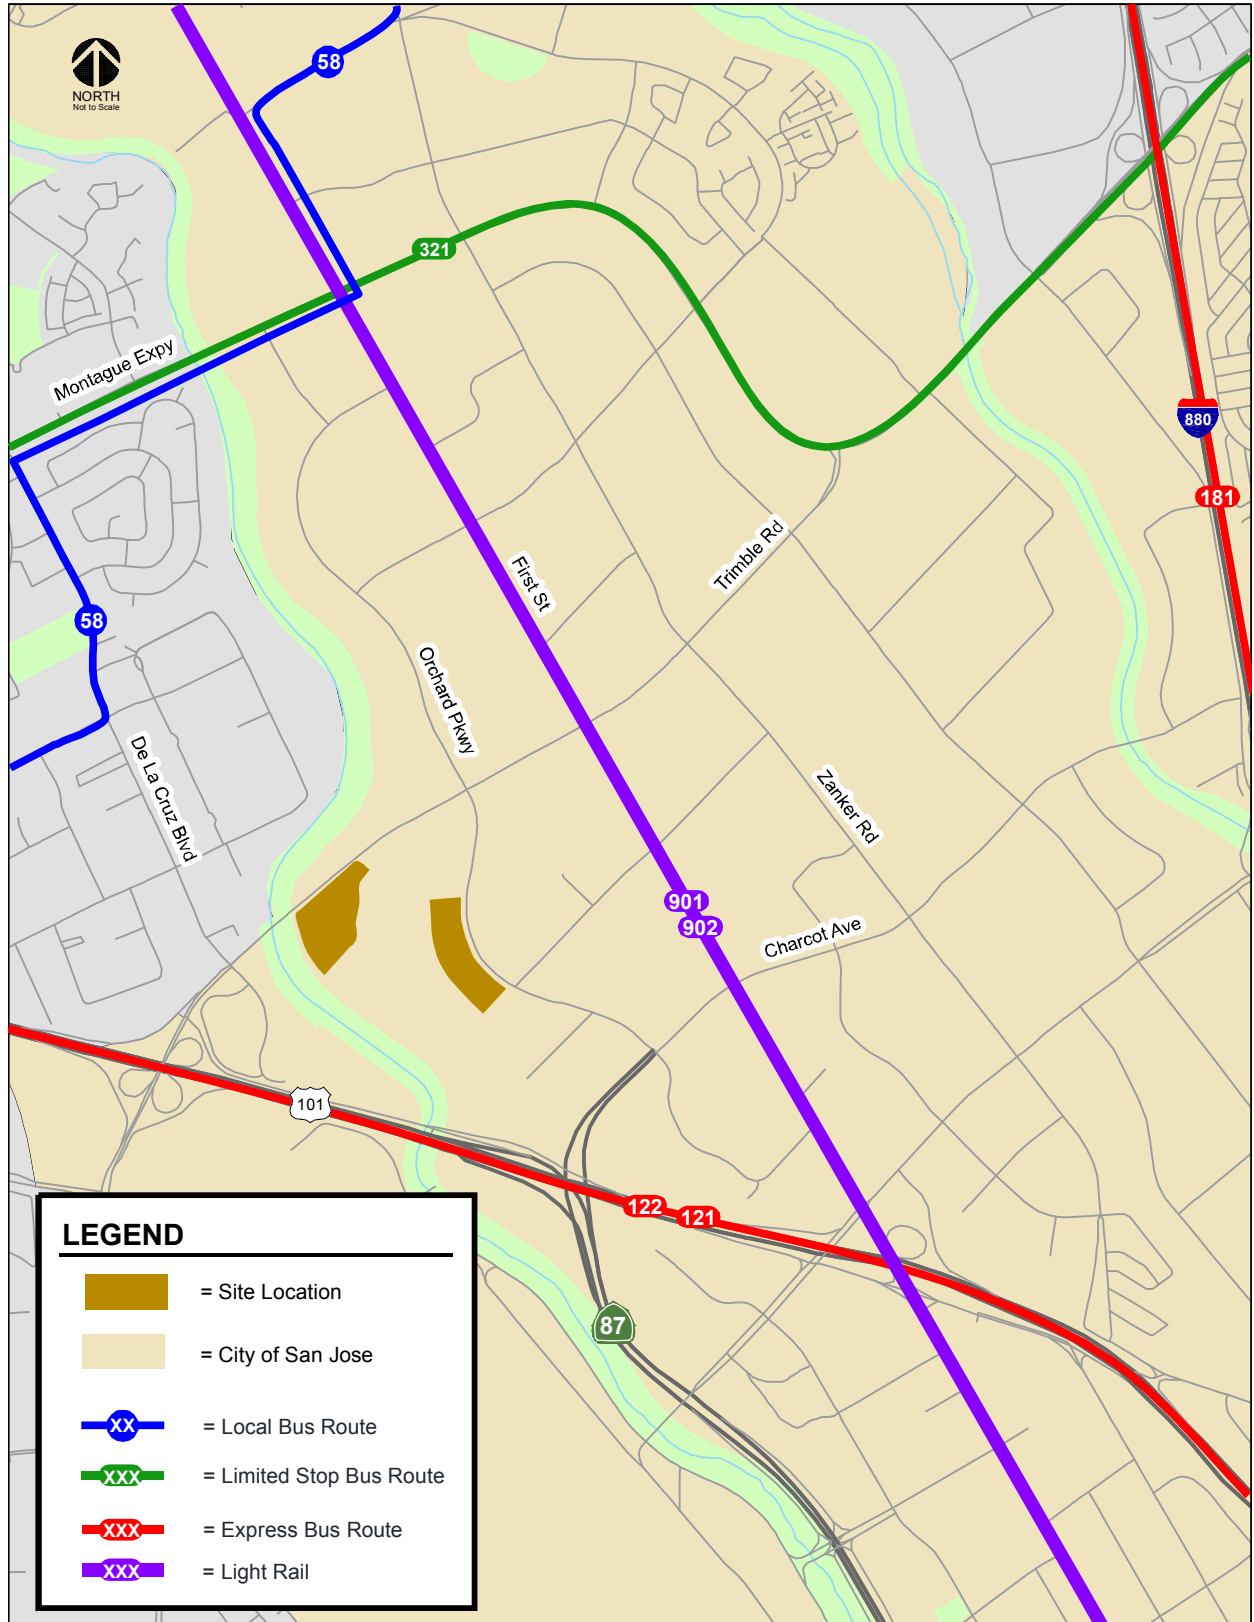 58
NORTH
Not to Scale
321
Montague Expy
880
181
Trimble Rd
First St
58
Orchard Pkwy
De La Cruz Blvd
Zanker Rd
901
902
Charcot Ave
101
122
121
87
LEGEND
= Site Location
= City of San Jose
XX = Local Bus Route
XXX = Limited Stop Bus Route
XXX = Express Bus Route
XXX = Light Rail